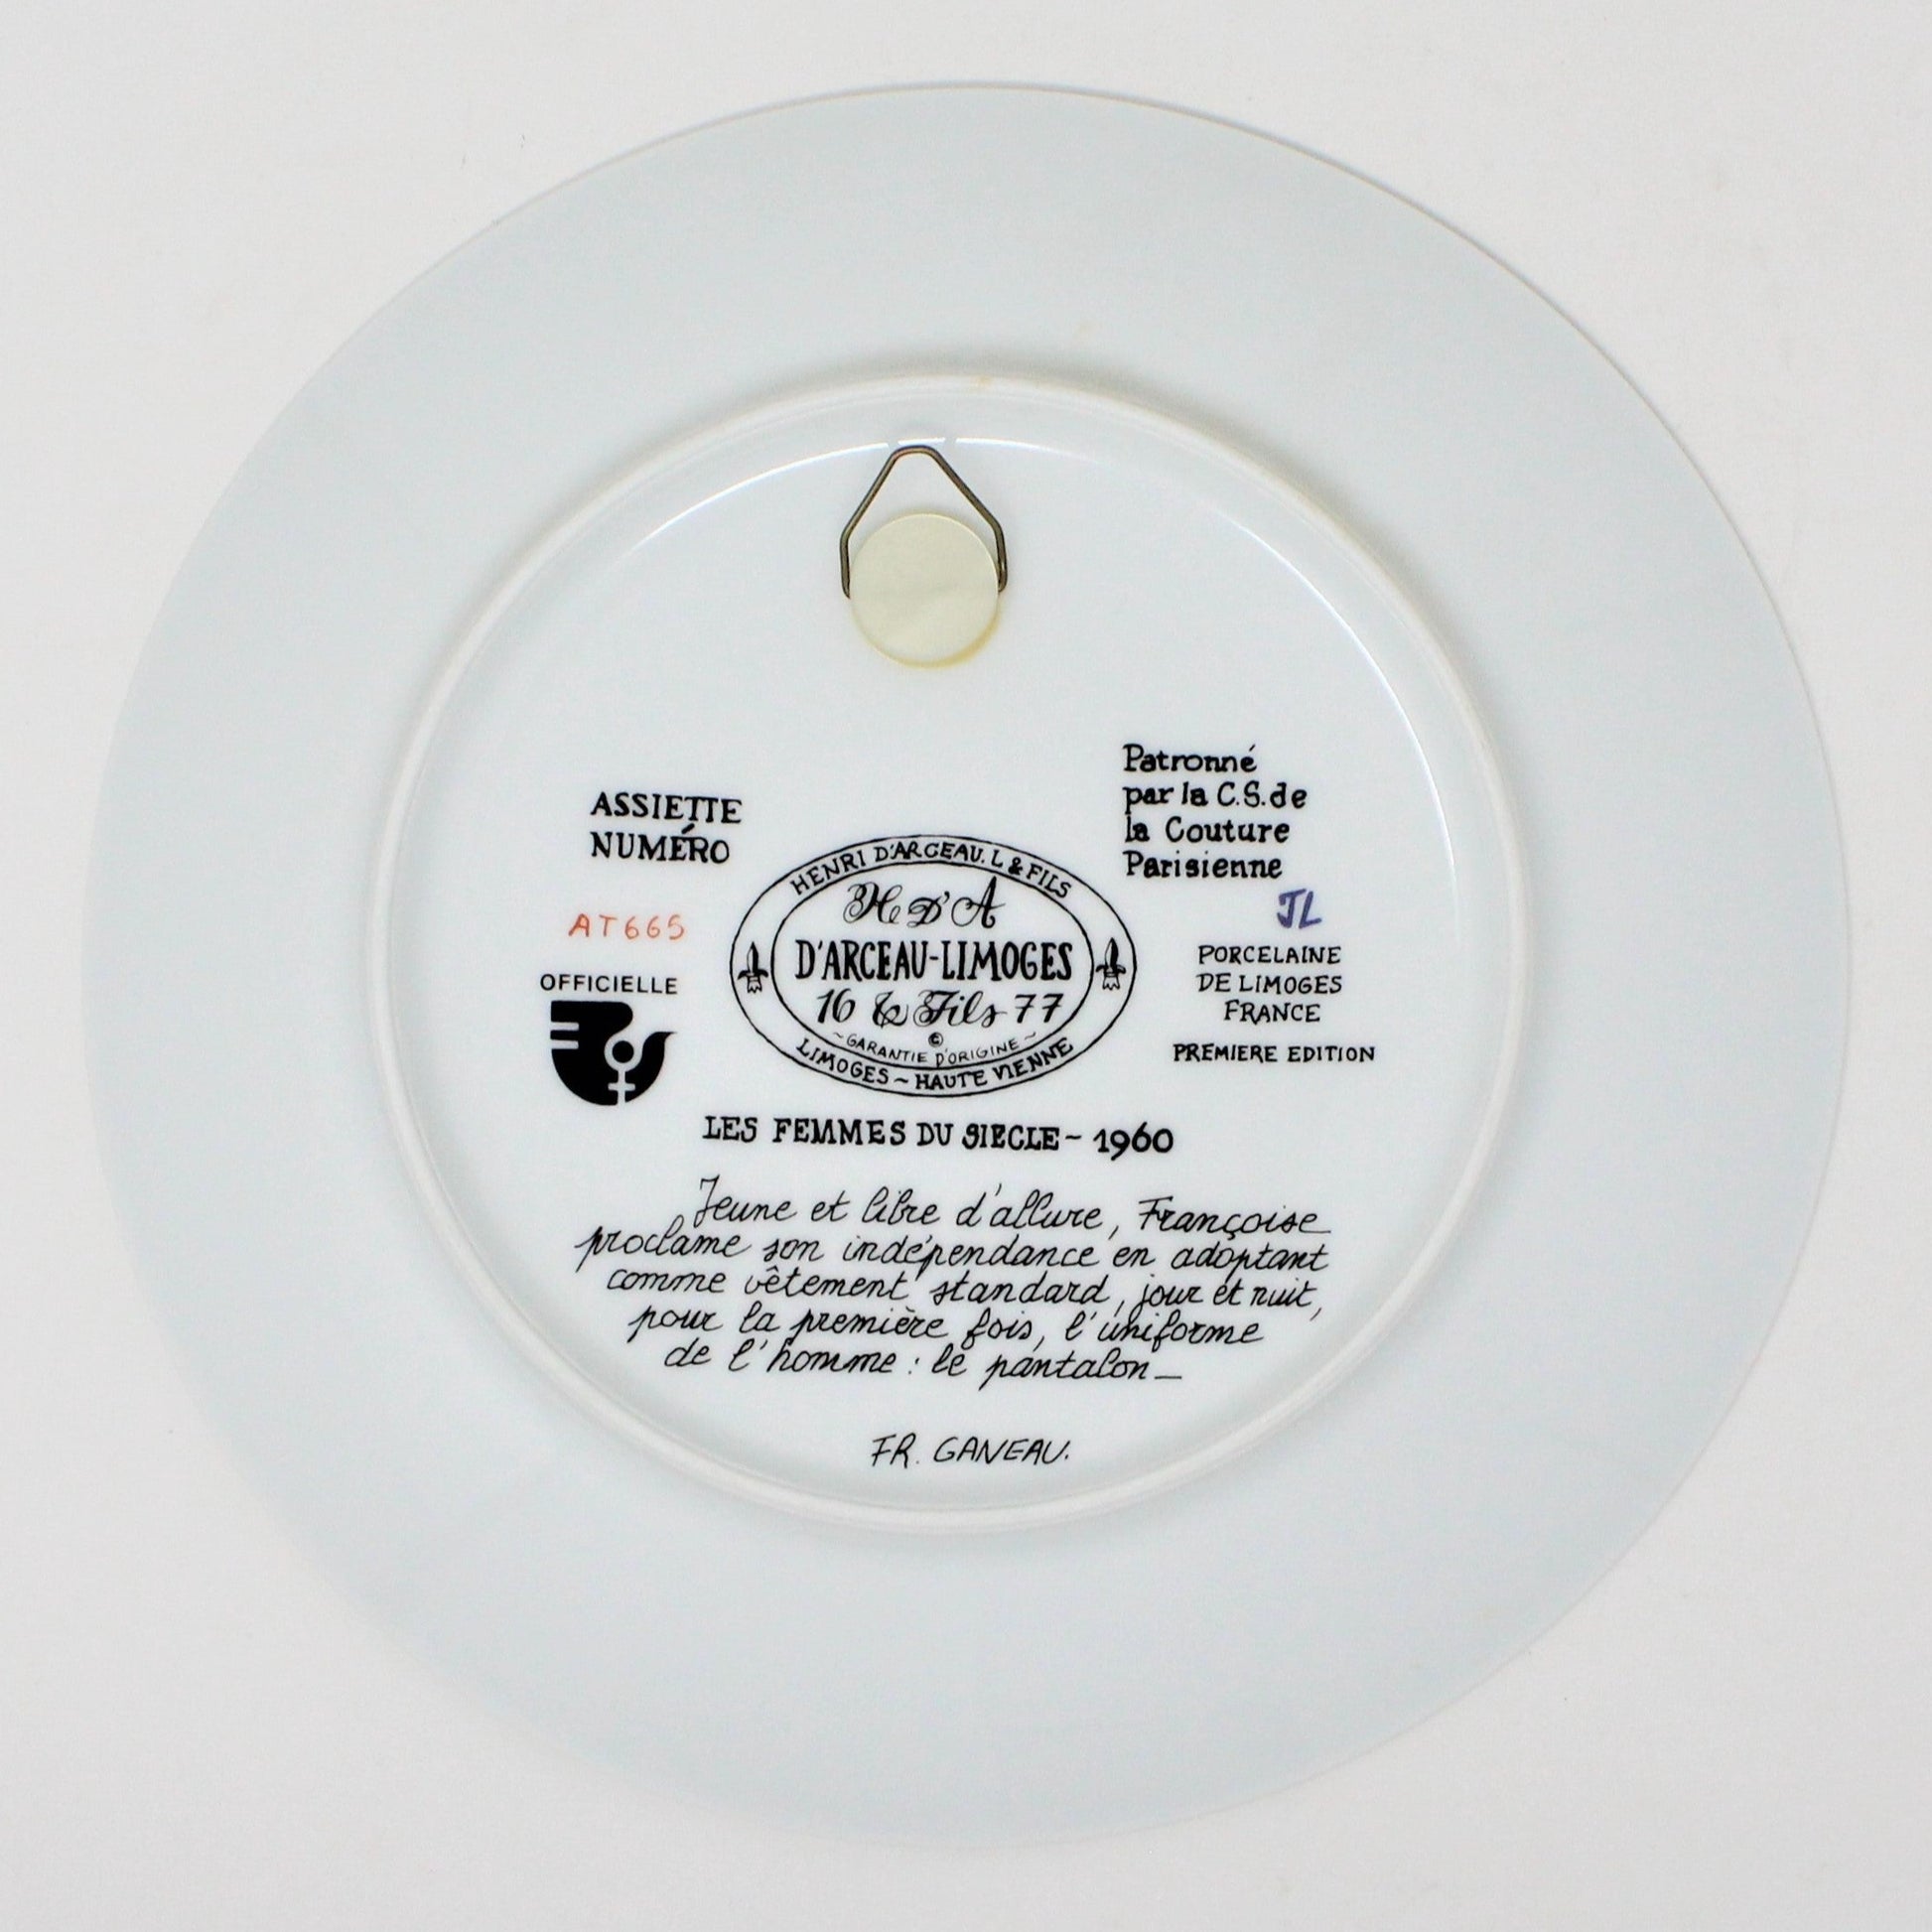 ASSIETTE
NUMÉRO
AT665
OFFICIELLE
Patronné
par la C.S. de
la Couture
Parisienne
JL
PORCELAINE
DE LIMOGES
FRANCE
PREMIERE EDITION
HENRI D'ARCEAU. L & FILS
H D'A
D'ARCEAU-LIMOGES
16 & Fils 77
©
~GARANTIE D'ORIGINE~
LIMOGES ~ HAUTE VIENNE
LES FEMMES DU SIECLE ~ 1960
Jeune et libre d'allure, Françoise
proclame son indépendance en adoptant
comme vêtement standard, jour et nuit,
pour la première fois, l'uniforme
de l'homme : le pantalon_
FR. GANEAU.